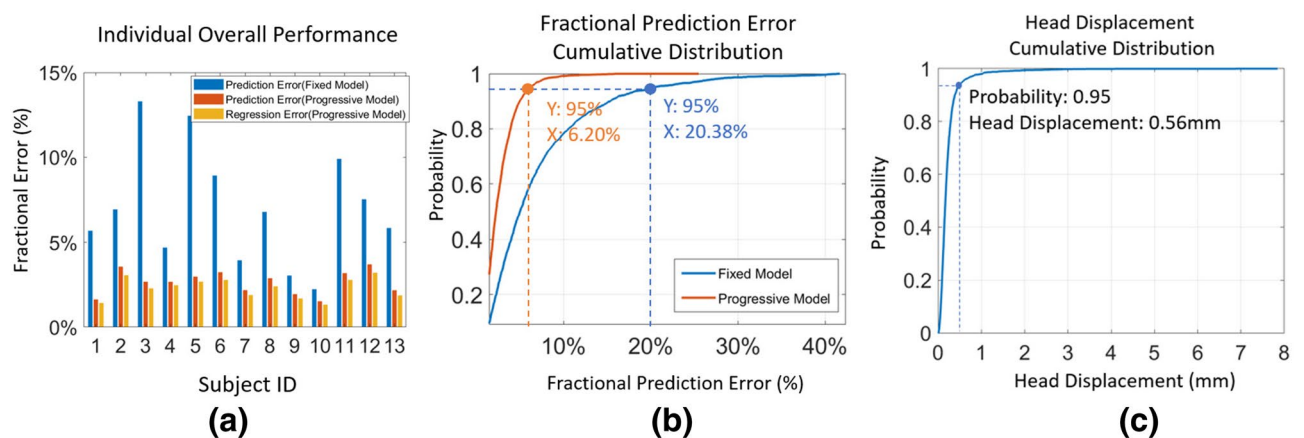 Individual Overall Performance
15%
10%
5%
0%
Fractional Error (%)
Prediction Error(Fixed Model)
Prediction Error(Progressive Model)
Regression Error(Progressive Model)
1 2 3 4 5 6 7 8 9 10 11 12 13
Subject ID
(a)
Fractional Prediction Error
Cumulative Distribution
1
0.8
0.6
0.4
0.2
Probability
Y: 95%
X: 6.20%
Y: 95%
X: 20.38%
Fixed Model
Progressive Model
10% 20% 30% 40%
Fractional Prediction Error (%)
(b)
Head Displacement
Cumulative Distribution
1
0.8
0.6
0.4
0.2
0
Probability
Probability: 0.95
Head Displacement: 0.56mm
0 1 2 3 4 5 6 7 8
Head Displacement (mm)
(c)